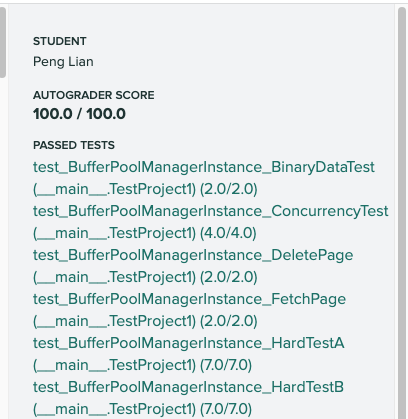 STUDENT
Peng Lian
AUTOGRADER SCORE
100.0 / 100.0
PASSED TESTS
test_BufferPoolManagerInstance_BinaryDataTest
(__main__.TestProject1) (2.0/2.0)
test_BufferPoolManagerInstance_ConcurrencyTest
(__main__.TestProject1) (4.0/4.0)
test_BufferPoolManagerInstance_DeletePage
(__main__.TestProject1) (2.0/2.0)
test_BufferPoolManagerInstance_FetchPage
(__main__.TestProject1) (2.0/2.0)
test_BufferPoolManagerInstance_HardTestA
(__main__.TestProject1) (7.0/7.0)
test_BufferPoolManagerInstance_HardTestB
(__main__.TestProject1) (7.0/7.0)